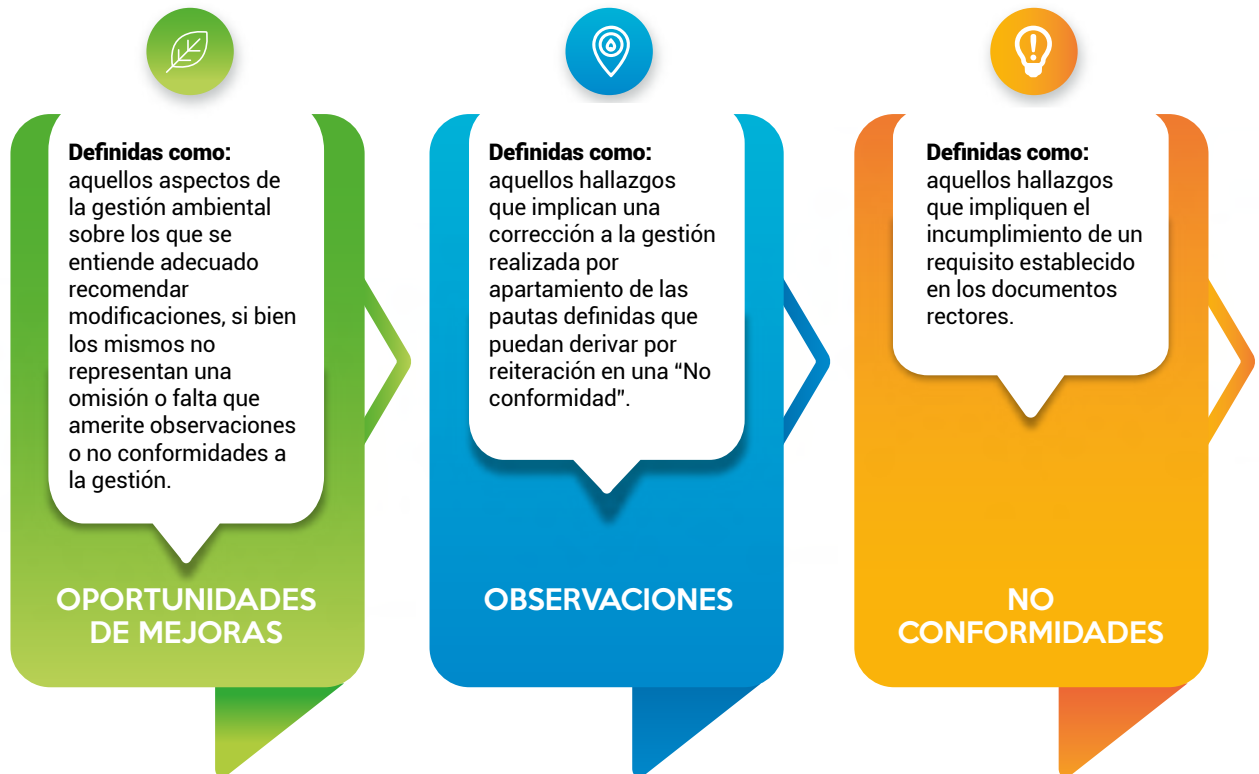 Definidas como:
aquellos aspectos de
la gestión ambiental
sobre los que se
entiende adecuado
recomendar
modificaciones, si bien
los mismos no
representan una
omisión o falta que
amerite observaciones
o no conformidades a
la gestión.
OPORTUNIDADES
DE MEJORAS
Definidas como:
aquellos hallazgos
que implican una
corrección a la gestión
realizada por
apartamiento de las
pautas definidas que
puedan derivar por
reiteración en una “No
conformidad”.
OBSERVACIONES
Definidas como:
aquellos hallazgos
que impliquen el
incumplimiento de un
requisito establecido
en los documentos
rectores.
NO
CONFORMIDADES